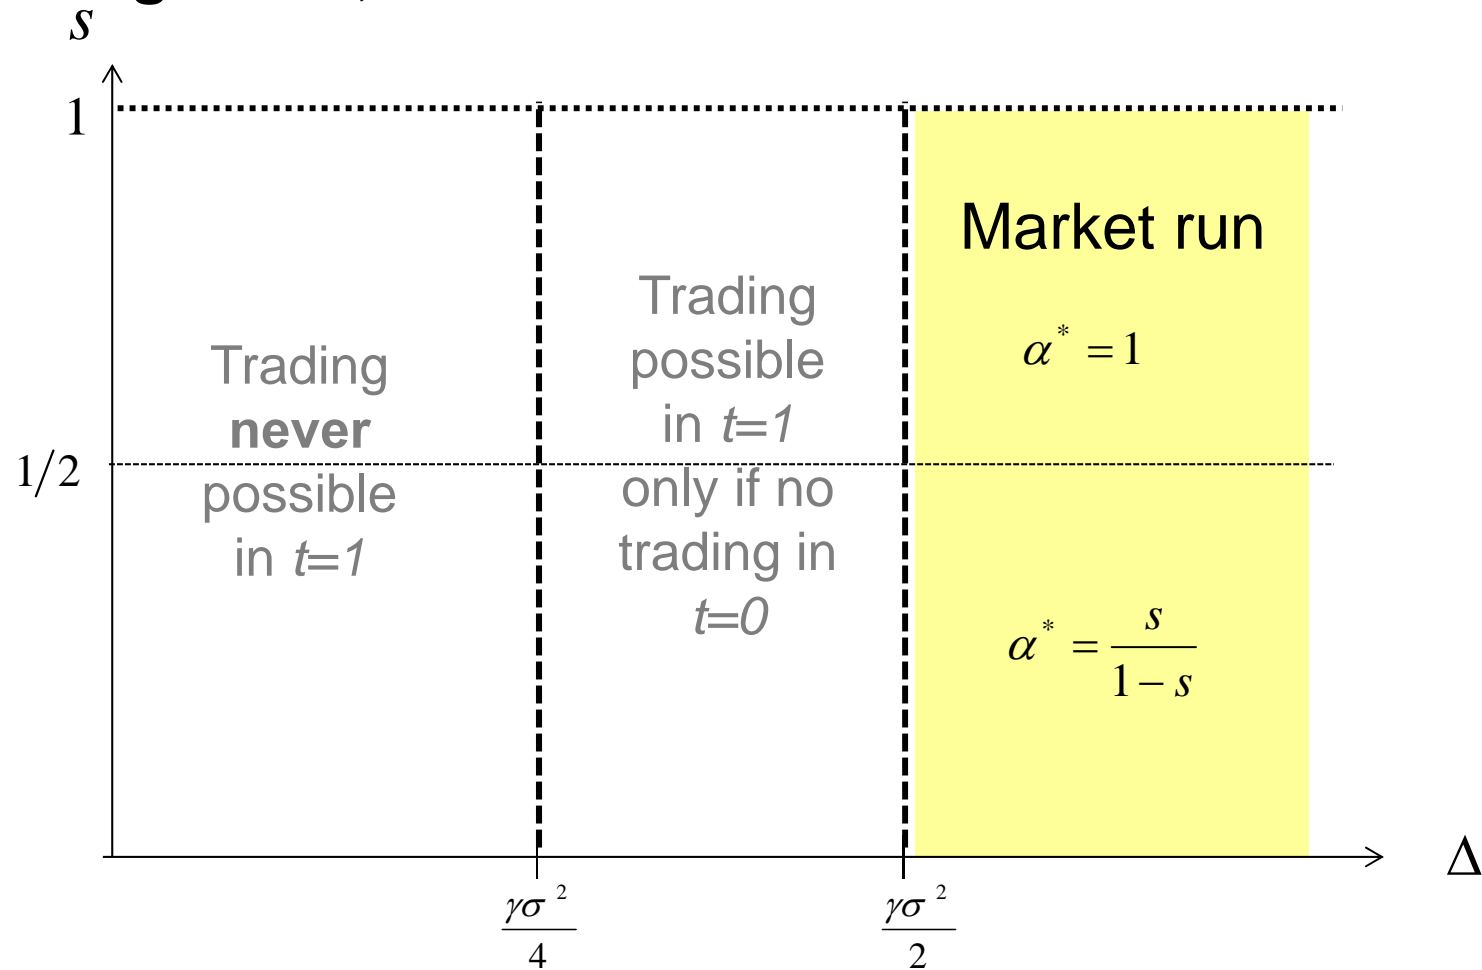 s
1
Market run
Trading
possible
in t=1
only if no
trading in
t=0
α* = 1
Trading
never
possible
in t=1
1/2
α* = s/(1 − s)
Δ
γσ²/4
γσ²/2